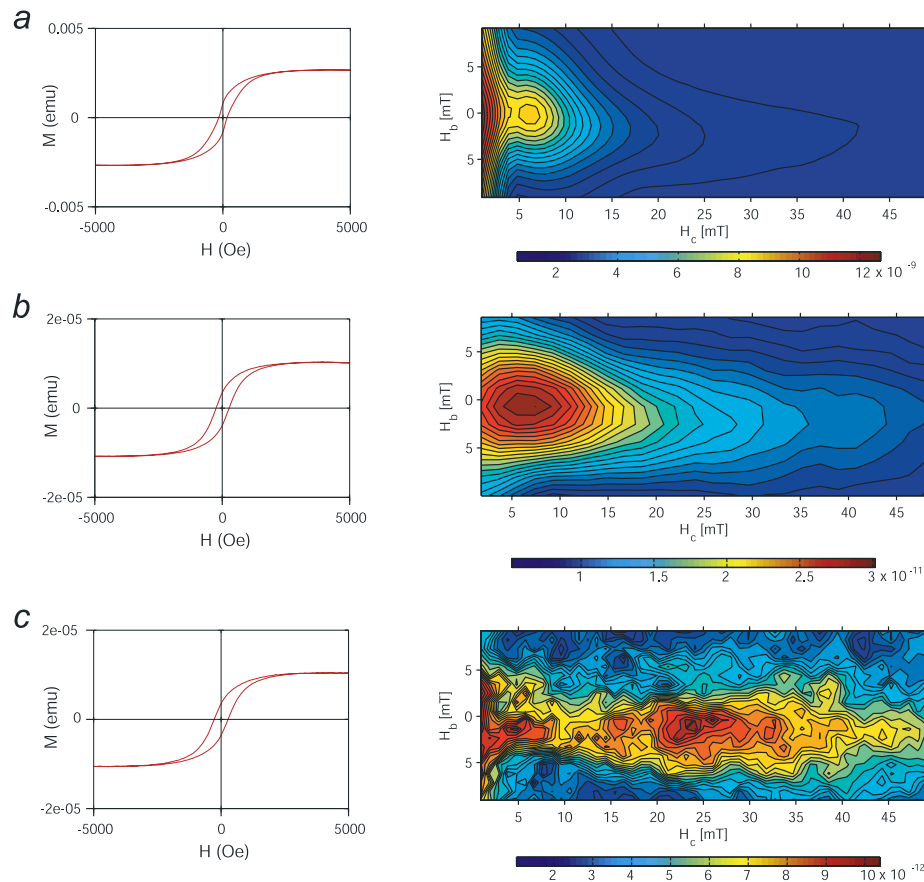 a
0.005
M (emu)
0
-0.005
-5000 0 5000
H (Oe)
H_b [mT]
5
0
5
5 10 15 20 25 30 35 40 45
H_c [mT]
2 4 6 8 10 12 x 10 -9
b
2e-05
M (emu)
0
-2e-05
-5000 0 5000
H (Oe)
H_b [mT]
5
0
5
5 10 15 20 25 30 35 40 45
H_c [mT]
1 1.5 2 2.5 3 x 10 -11
c
2e-05
M (emu)
0
-2e-05
-5000 0 5000
H (Oe)
H_b [mT]
5
0
5
5 10 15 20 25 30 35 40 45
H_c [mT]
2 3 4 5 6 7 8 9 10 x 10 -12